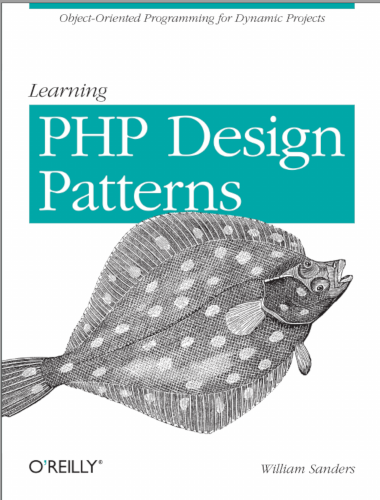 Object-Oriented Programming for Dynamic Projects
Learning
PHP Design
Patterns
O'REILLY®
William Sanders